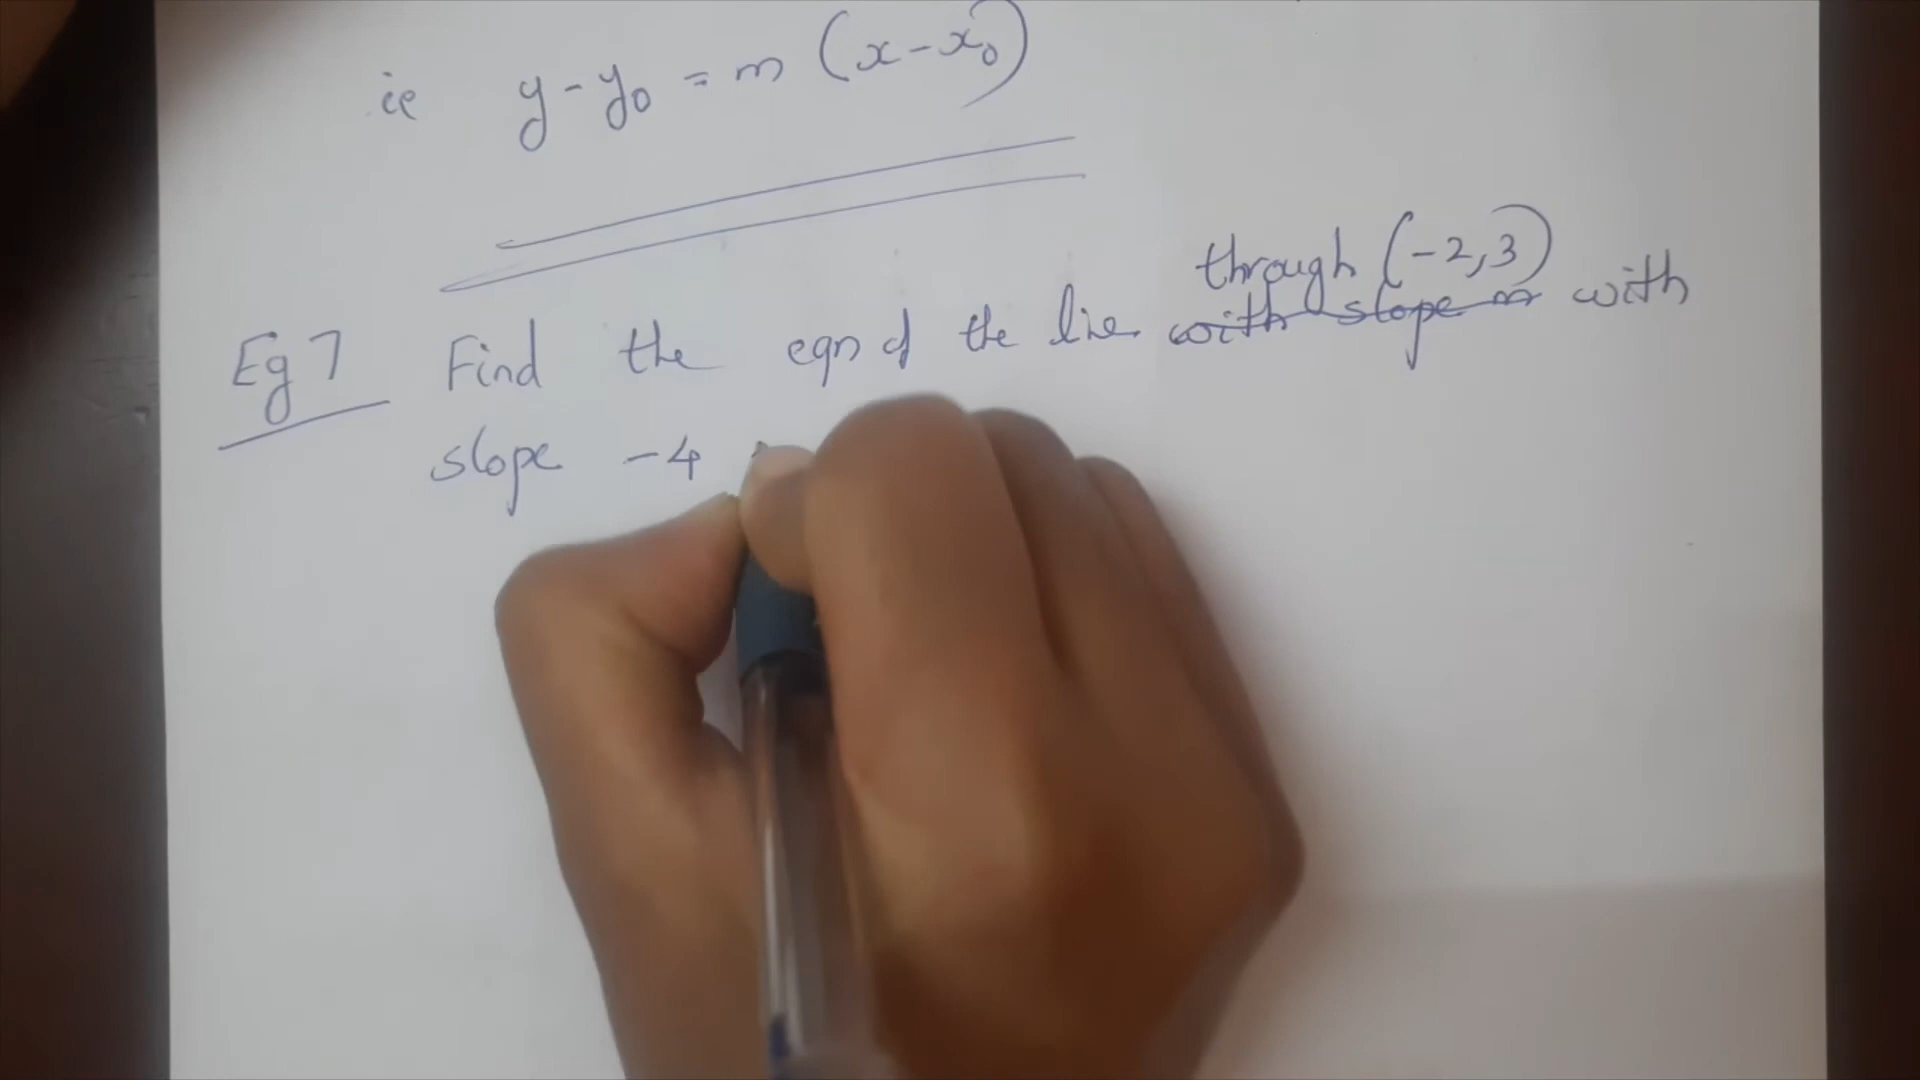 ie y-y₀ = m (x-x₀)
through (-2,3)
Eg 7 Find the eqn of the line with slope m with
slope -4